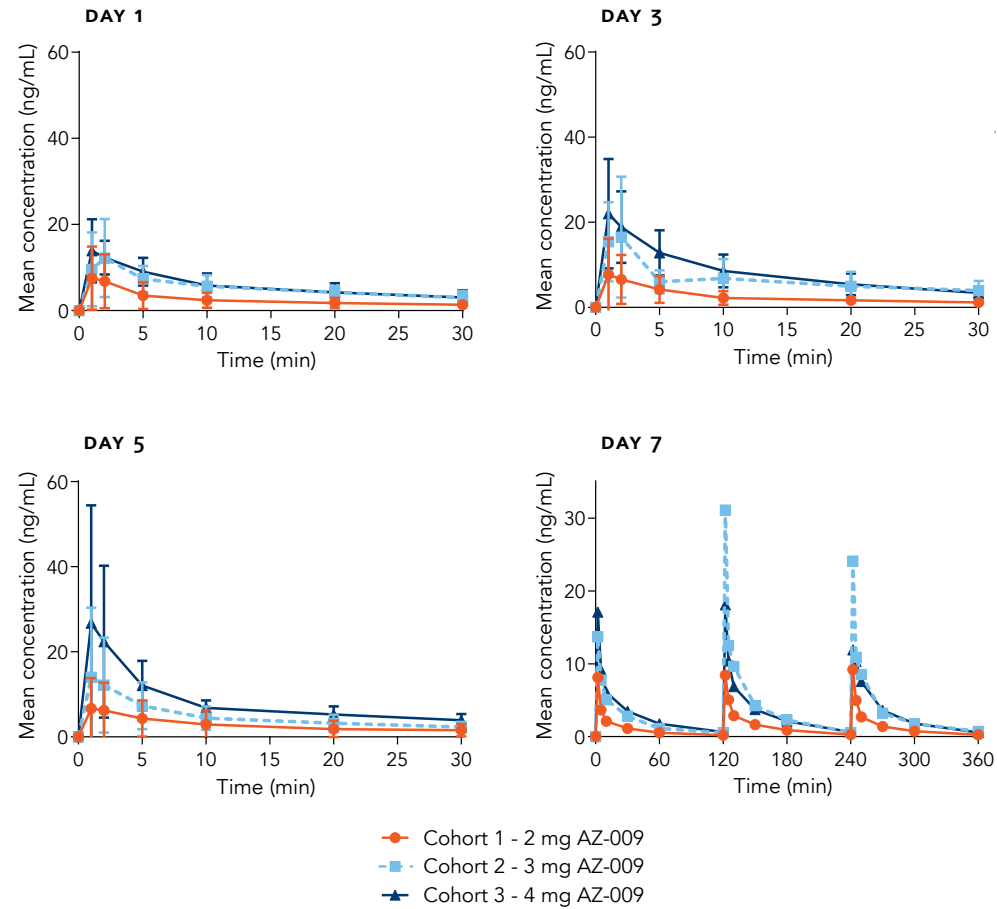 DAY 1
Mean concentration (ng/mL)
60
40
20
0
0 5 10 15 20 25 30
Time (min)
DAY 3
Mean concentration (ng/mL)
60
40
20
0
0 5 10 15 20 25 30
Time (min)
DAY 5
Mean concentration (ng/mL)
60
40
20
0
0 5 10 15 20 25 30
Time (min)
DAY 7
Mean concentration (ng/mL)
30
20
10
0
0 60 120 180 240 300 360
Time (min)
Cohort 1 - 2 mg AZ-009
Cohort 2 - 3 mg AZ-009
Cohort 3 - 4 mg AZ-009